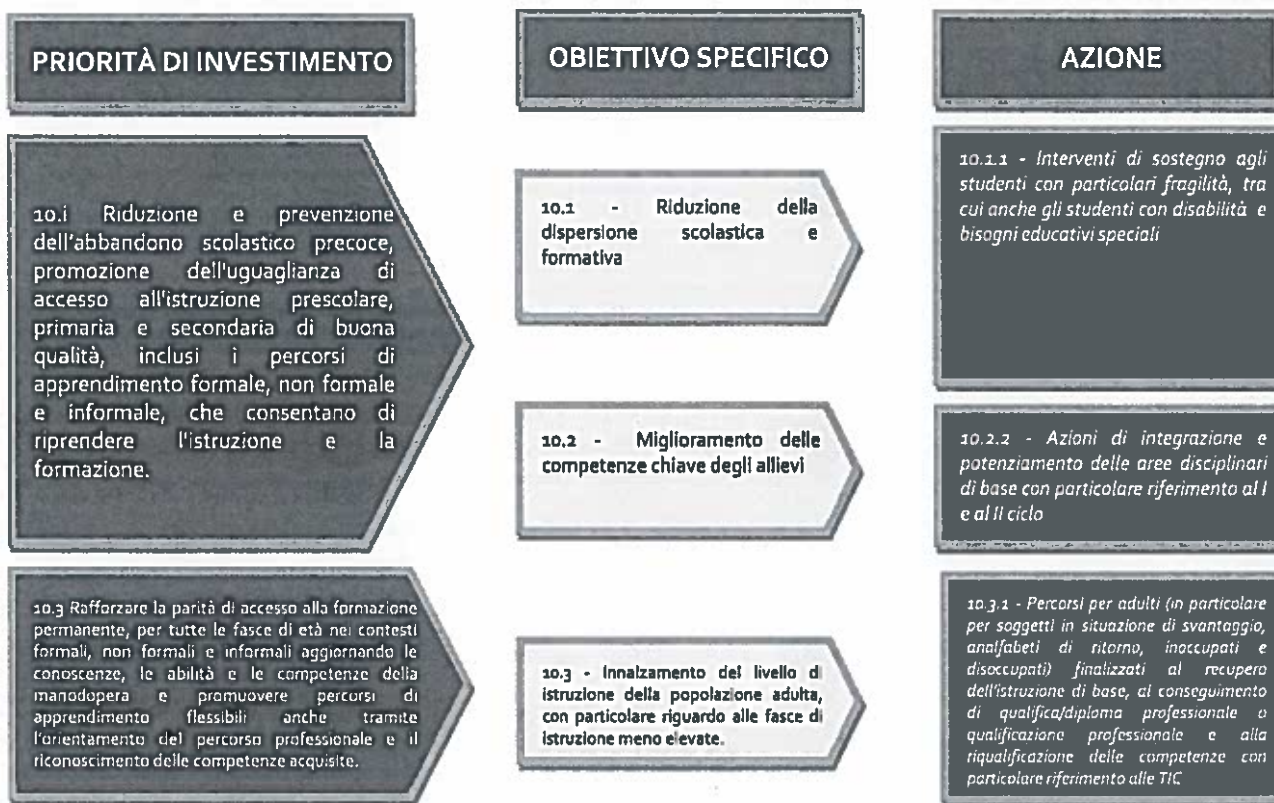 PRIORITÀ DI INVESTIMENTO
OBIETTIVO SPECIFICO
AZIONE
10.i Riduzione e prevenzione
dell'abbandono scolastico precoce,
promozione dell'uguaglianza di
accesso all'istruzione prescolare,
primaria e secondaria di buona
qualità, inclusi i percorsi di
apprendimento formale, non formale
e informale, che consentano di
riprendere l'istruzione e la
formazione.
10.1 - Riduzione della
dispersione scolastica e
formativa
10.1.1 - Interventi di sostegno agli
studenti con particolari fragilità, tra
cui anche gli studenti con disabilità e
bisogni educativi speciali
10.2 - Miglioramento delle
competenze chiave degli allievi
10.2.2 - Azioni di integrazione e
potenziamento delle aree disciplinari
di base con particolare riferimento al I
e al II ciclo
10.3 Rafforzare la parità di accesso alla formazione
permanente, per tutte le fasce di età nei contesti
formali, non formali e informali aggiornando le
conoscenze, le abilità e le competenze della
manodopera e promuovere percorsi di
apprendimento flessibili anche tramite
l'orientamento del percorso professionale e il
riconoscimento delle competenze acquisite.
10.3 - Innalzamento del livello di
istruzione della popolazione adulta,
con particolare riguardo alle fasce di
istruzione meno elevate.
10.3.1 - Percorsi per adulti (in particolare
per soggetti in situazione di svantaggio,
analfabeti di ritorno, inoccupati e
disoccupati) finalizzati al recupero
dell'istruzione di base, al conseguimento
di qualifica/diploma professionale o
qualificazione professionale e alla
riqualificazione delle competenze con
particolare riferimento alle TIC